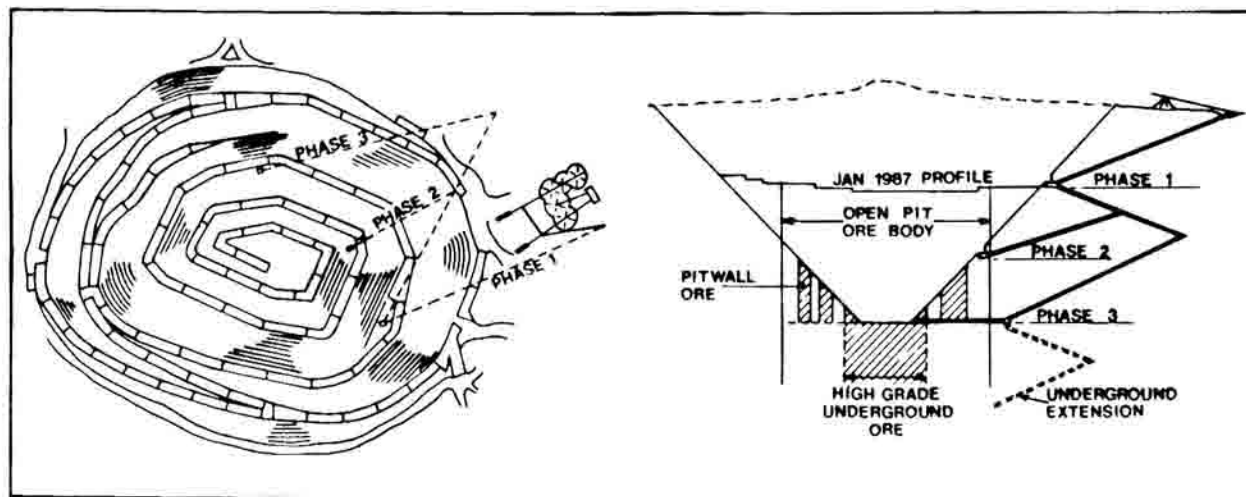 PHASE 3
PHASE 2
PHASE 1
JAN 1987 PROFILE
PHASE 1
OPEN PIT
ORE BODY
PHASE 2
PITWALL
ORE
PHASE 3
HIGH GRADE
UNDERGROUND
ORE
UNDERGROUND
EXTENSION